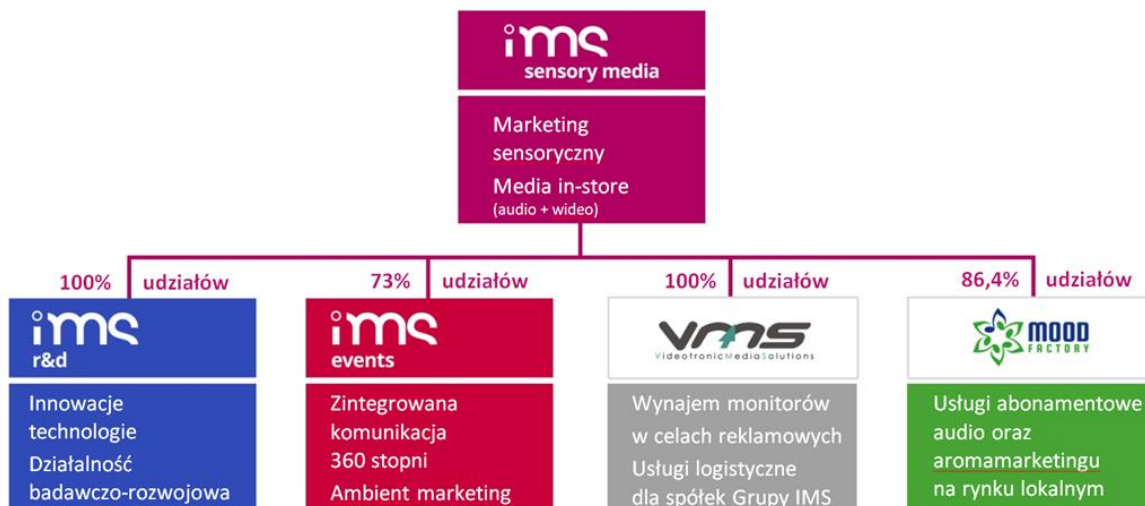 ims
sensory media
Marketing
sensoryczny
Media in-store
(audio + wideo)
100% udziałów
73% udziałów
100% udziałów
86,4% udziałów
ims
r&d
Innowacje
technologie
Działalność
badawczo-rozwojowa
ims
events
Zintegrowana
komunikacja
360 stopni
Ambient marketing
VMS
VideotronicMediaSolutions
Wynajem monitorów
w celach reklamowych
Usługi logistyczne
dla spółek Grupy IMS
MOOD
FACTORY
Usługi abonamentowe
audio oraz
aromamarketingu
na rynku lokalnym